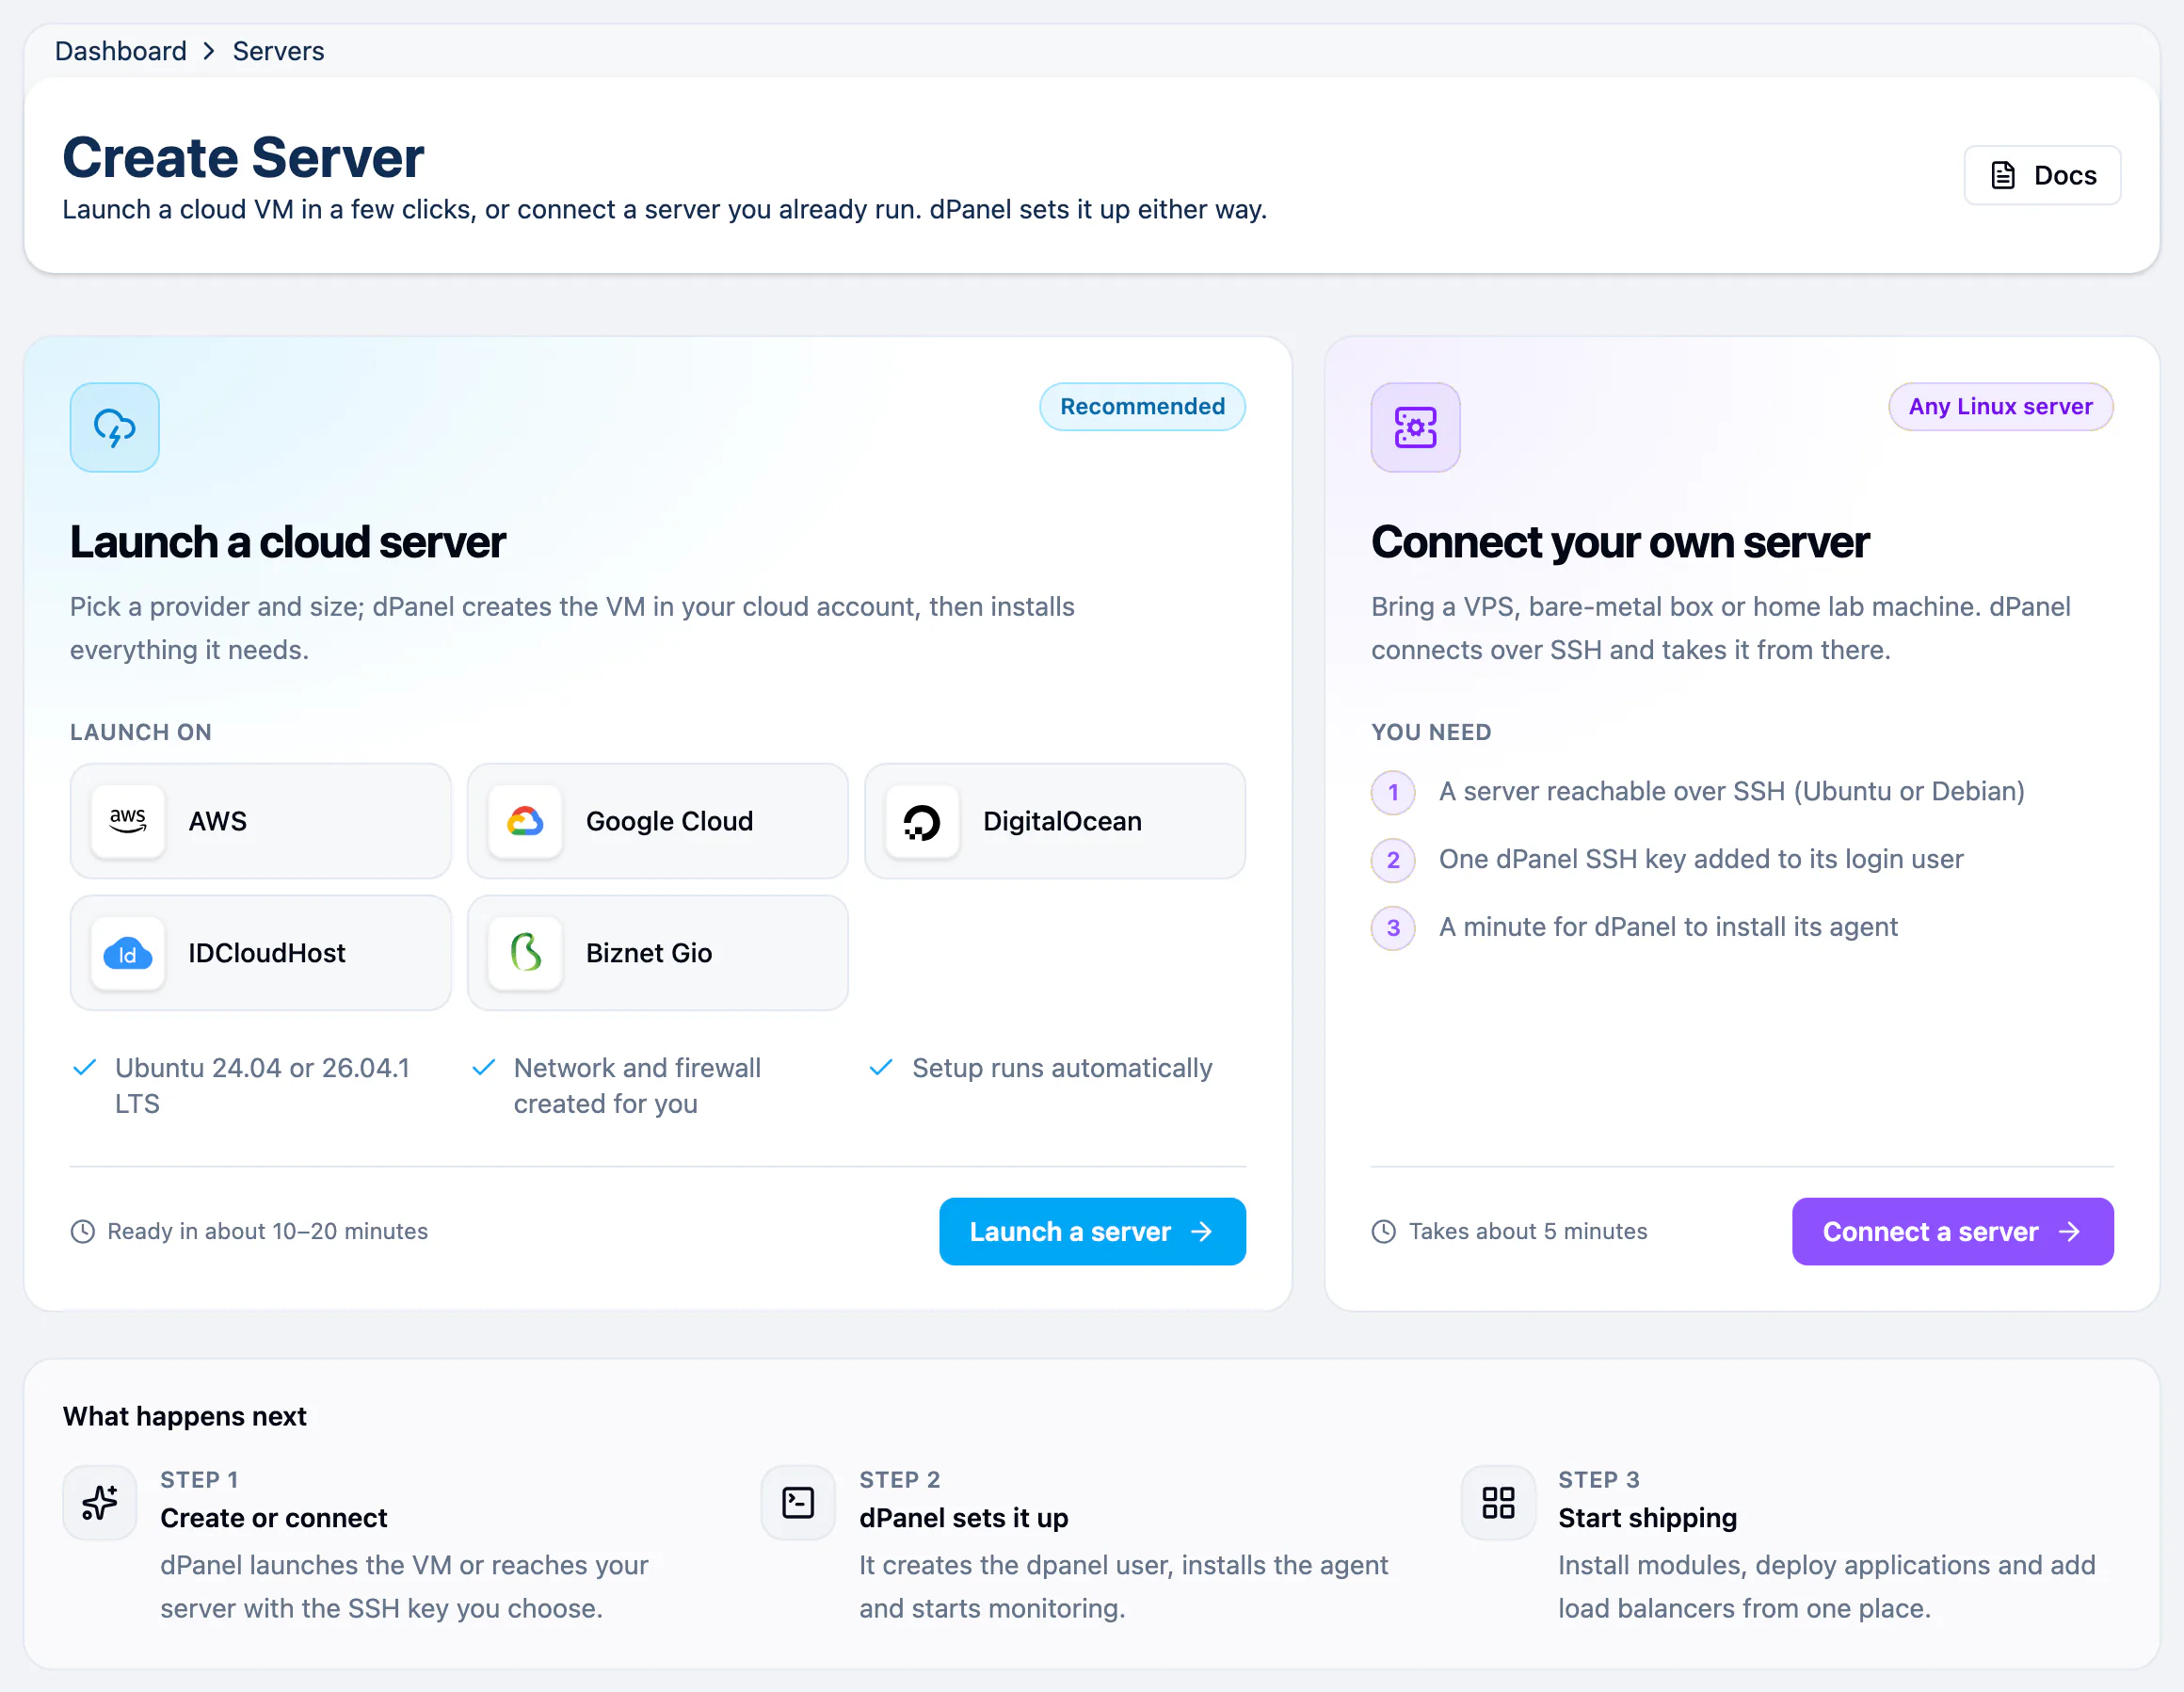 Dashboard > Servers
Create Server
Launch a cloud VM in a few clicks, or connect a server you already run. dPanel sets it up either way.
Docs
Recommended
Launch a cloud server
Pick a provider and size; dPanel creates the VM in your cloud account, then installs
everything it needs.
LAUNCH ON
aws
AWS
Google Cloud
DigitalOcean
Id
IDCloudHost
Biznet Gio
Ubuntu 24.04 or 26.04.1
LTS
Network and firewall
created for you
Setup runs automatically
Ready in about 10–20 minutes
Launch a server
Any Linux server
Connect your own server
Bring a VPS, bare-metal box or home lab machine. dPanel
connects over SSH and takes it from there.
YOU NEED
1 A server reachable over SSH (Ubuntu or Debian)
2 One dPanel SSH key added to its login user
3 A minute for dPanel to install its agent
Takes about 5 minutes
Connect a server
What happens next
STEP 1
Create or connect
dPanel launches the VM or reaches your
server with the SSH key you choose.
STEP 2
dPanel sets it up
It creates the dpanel user, installs the agent
and starts monitoring.
STEP 3
Start shipping
Install modules, deploy applications and add
load balancers from one place.